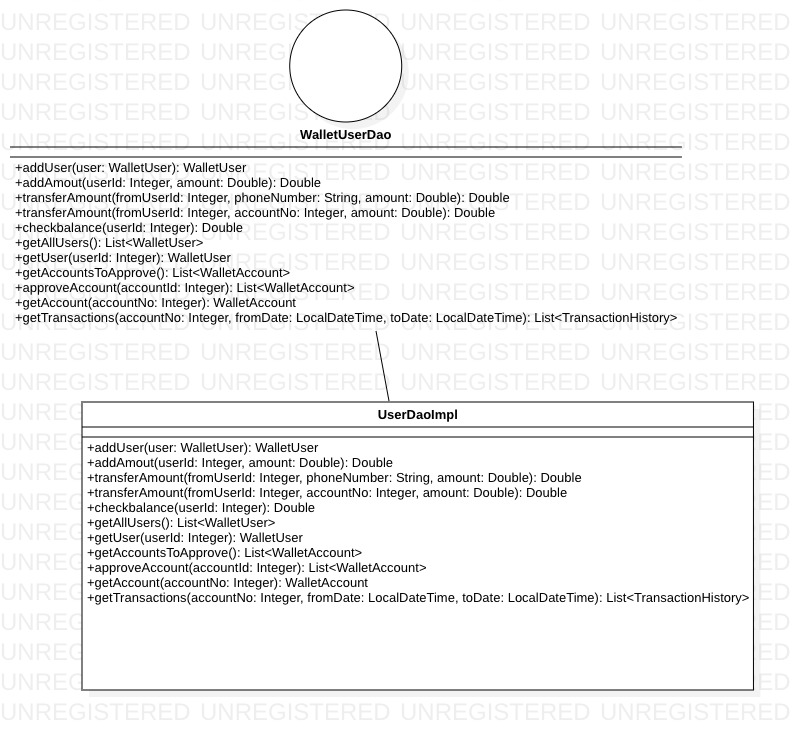 WalletUserDao
+addUser(user: WalletUser): WalletUser
+addAmout(userId: Integer, amount: Double): Double
+transferAmount(fromUserId: Integer, phoneNumber: String, amount: Double): Double
+transferAmount(fromUserId: Integer, accountNo: Integer, amount: Double): Double
+checkbalance(userId: Integer): Double
+getAllUsers(): List<WalletUser>
+getUser(userId: Integer): WalletUser
+getAccountsToApprove(): List<WalletAccount>
+approveAccount(accountId: Integer): List<WalletAccount>
+getAccount(accountNo: Integer): WalletAccount
+getTransactions(accountNo: Integer, fromDate: LocalDateTime, toDate: LocalDateTime): List<TransactionHistory>
UserDaoImpl
+addUser(user: WalletUser): WalletUser
+addAmout(userId: Integer, amount: Double): Double
+transferAmount(fromUserId: Integer, phoneNumber: String, amount: Double): Double
+transferAmount(fromUserId: Integer, accountNo: Integer, amount: Double): Double
+checkbalance(userId: Integer): Double
+getAllUsers(): List<WalletUser>
+getUser(userId: Integer): WalletUser
+getAccountsToApprove(): List<WalletAccount>
+approveAccount(accountId: Integer): List<WalletAccount>
+getAccount(accountNo: Integer): WalletAccount
+getTransactions(accountNo: Integer, fromDate: LocalDateTime, toDate: LocalDateTime): List<TransactionHistory>
UNREGISTERED UNREGISTERED UNREGISTERED UNREGISTERED